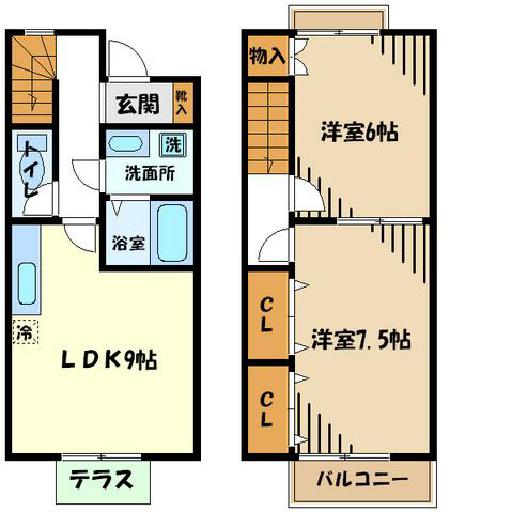 玄関
靴入
トイレ
洗
洗面所
浴室
冷
LDK9帖
テラス
物入
洋室6帖
CL
洋室7.5帖
CL
バルコニー